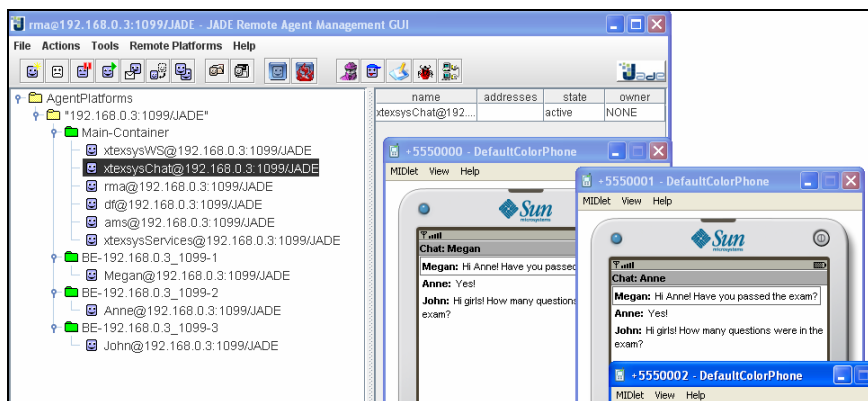 rma@192.168.0.3:1099/JADE - JADE Remote Agent Management GUI
File Actions Tools Remote Platforms Help
Jade
AgentPlatforms
"192.168.0.3:1099/JADE"
Main-Container
xtexsysWS@192.168.0.3:1099/JADE
xtexsysChat@192.168.0.3:1099/JADE
rma@192.168.0.3:1099/JADE
df@192.168.0.3:1099/JADE
ams@192.168.0.3:1099/JADE
xtexsysServices@192.168.0.3:1099/JADE
BE-192.168.0.3_1099-1
Megan@192.168.0.3:1099/JADE
BE-192.168.0.3_1099-2
Anne@192.168.0.3:1099/JADE
BE-192.168.0.3_1099-3
John@192.168.0.3:1099/JADE
name addresses state owner
xtexsysChat@192.... active NONE
+5550000 - DefaultColorPhone
MIDlet View Help
Sun
microsystems
Chat: Megan
Megan: Hi Anne! Have you passed
Anne: Yes!
John: Hi girls! How many questions
exam?
+5550001 - DefaultColorPhone
MIDlet View Help
Sun
microsystems
Chat: Anne
Megan: Hi Anne! Have you passed the exam?
Anne: Yes!
John: Hi girls! How many questions were in the
exam?
+5550002 - DefaultColorPhone
MIDlet View Help